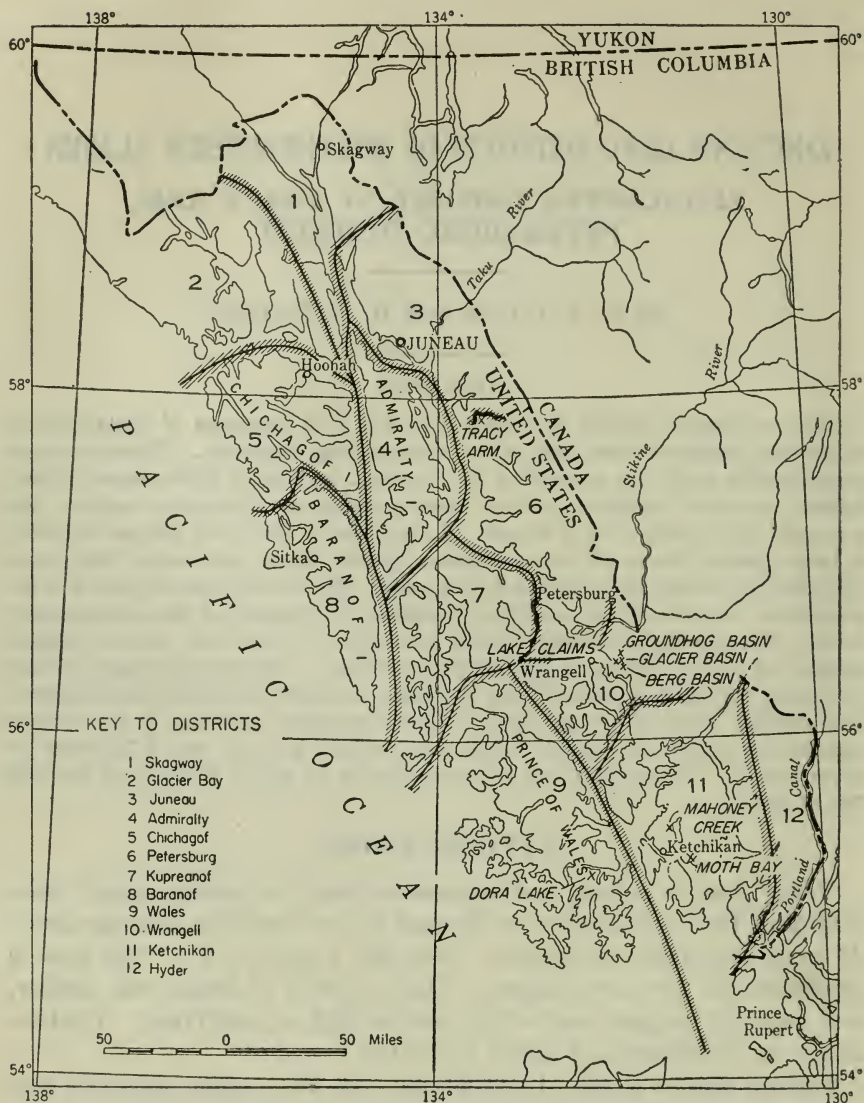 138°
134°
130°
60°
60°
YUKON
BRITISH COLUMBIA
Skagway
River
Taku
2
3
JUNEAU
58°
58°
Hoonah
CANADA
UNITED STATES
TRACY
ARM
River
Stikine
CHICHAGOF I
5
4
ADMIRALTY I
6
PACIFIC OCEAN
BARANOF I
Sitka
8
7
Petersburg
LAKE CLAIMS
GROUNDHOG BASIN
GLACIER BASIN
BERG BASIN
Wrangell
10
56°
56°
KEY TO DISTRICTS
1 Skagway
2 Glacier Bay
3 Juneau
4 Admiralty
5 Chichagof
6 Petersburg
7 Kupreanof
8 Baranof
9 Wales
10 Wrangell
11 Ketchikan
12 Hyder
PRINCE OF WALES I
9
11
MAHONEY
CREEK
Ketchikan
MOTH BAY
12
Portland Canal
DORA LAKE
Prince
Rupert
50 0 50 Miles
54°
54°
138°
134°
130°